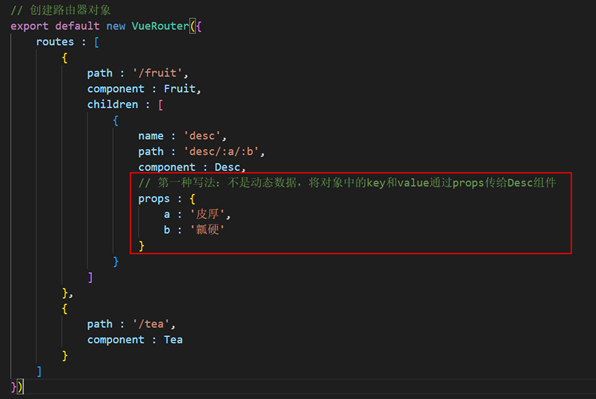 // 创建路由器对象
export default new VueRouter({
routes : [
{
path : '/fruit',
component : Fruit,
children : [
{
name : 'desc',
path : 'desc/:a/:b',
component : Desc,
// 第一种写法：不是动态数据，将对象中的key和value通过props传给Desc组件
props : {
a : '皮厚',
b : '瓤硬'
}
}
]
},
{
path : '/tea',
component : Tea
}
]
})